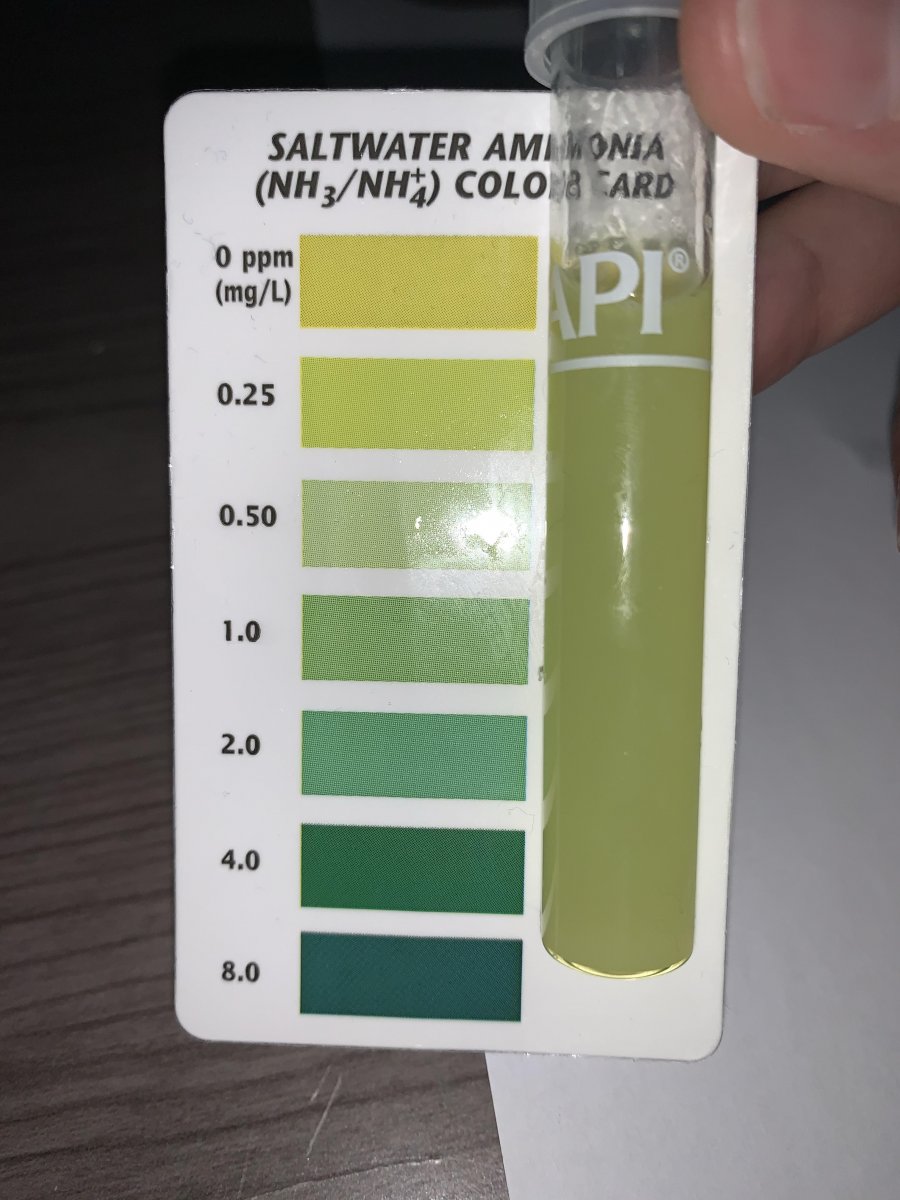 SALTWATER AMMONIA
(NH3/NH4+) COLOR CARD
0 ppm
(mg/L)
API®
0.25
0.50
1.0
2.0
4.0
8.0